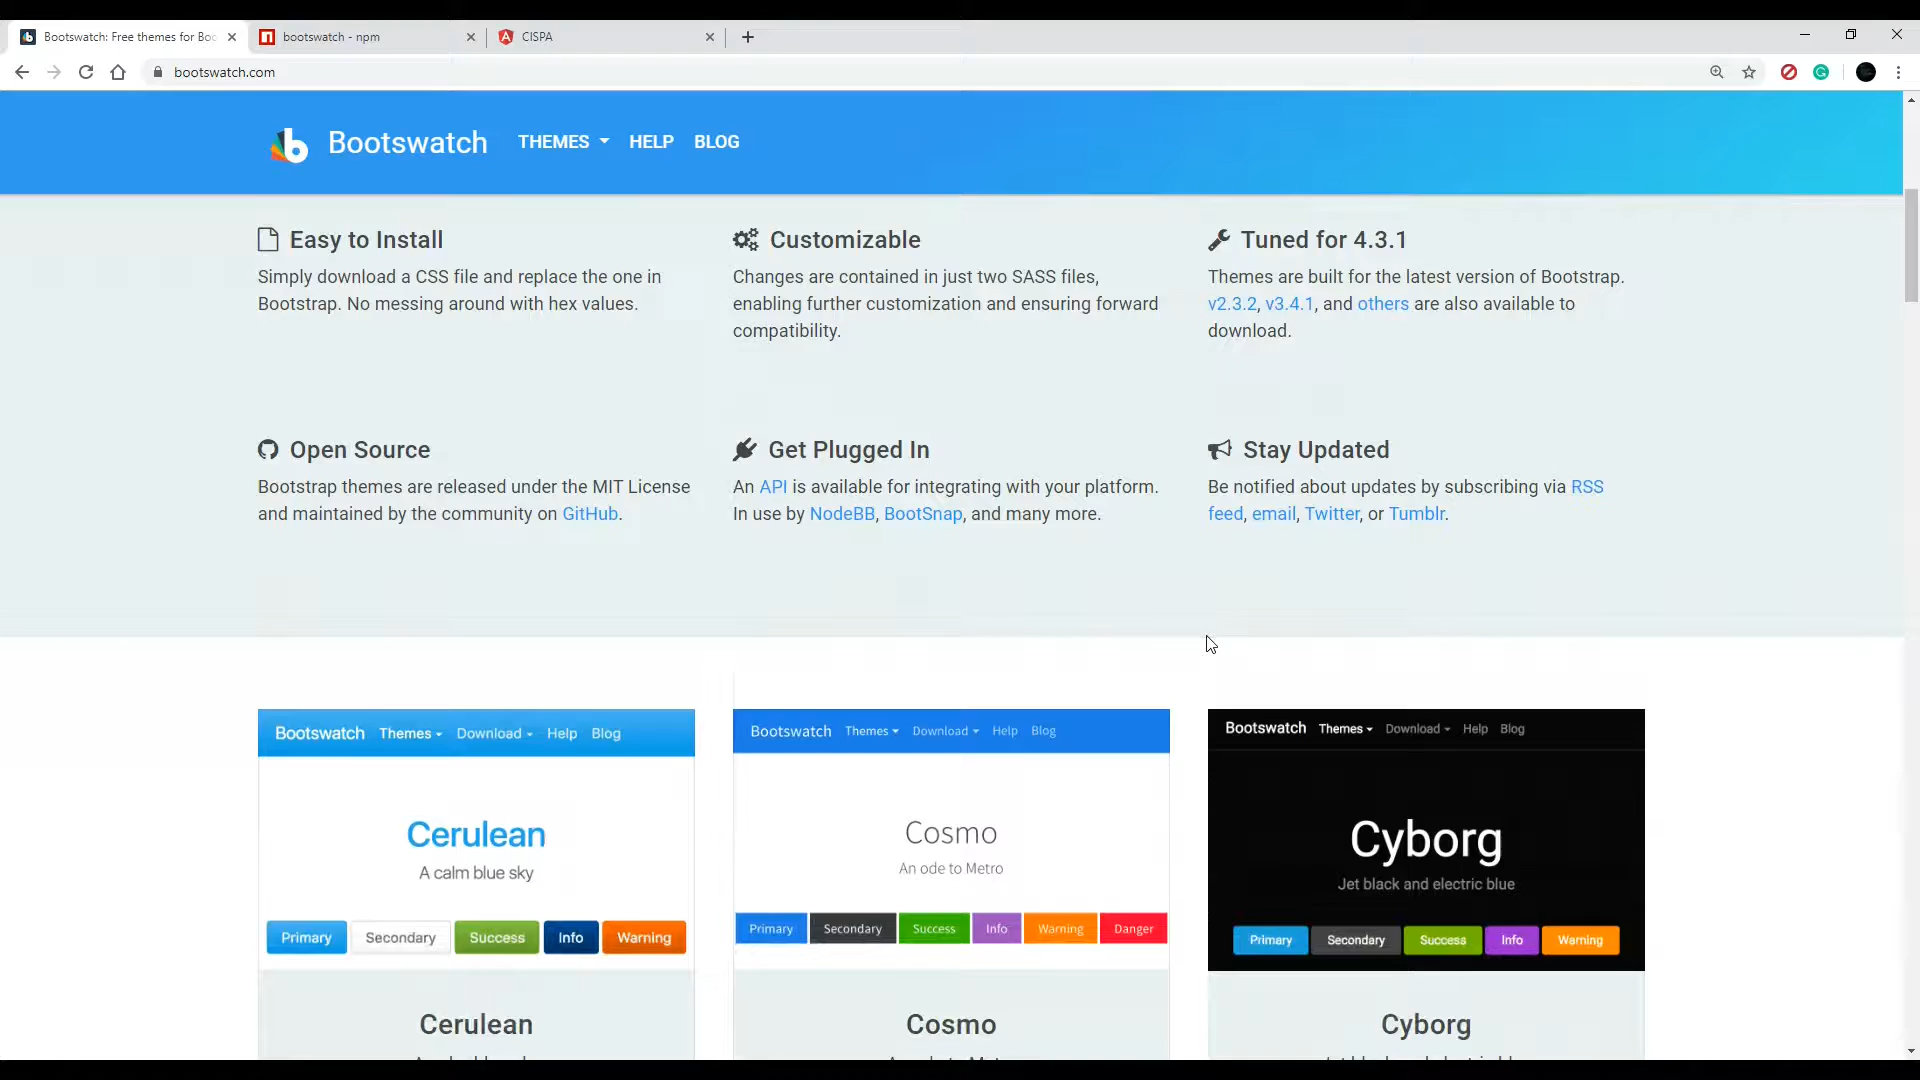 Bootswatch: Free themes for Boo
bootswatch - npm
CISPA
bootswatch.com
Bootswatch THEMES HELP BLOG
Easy to Install
Simply download a CSS file and replace the one in
Bootstrap. No messing around with hex values.
Customizable
Changes are contained in just two SASS files,
enabling further customization and ensuring forward
compatibility.
Tuned for 4.3.1
Themes are built for the latest version of Bootstrap.
v2.3.2, v3.4.1, and others are also available to
download.
Open Source
Bootstrap themes are released under the MIT License
and maintained by the community on GitHub.
Get Plugged In
An API is available for integrating with your platform.
In use by NodeBB, BootSnap, and many more.
Stay Updated
Be notified about updates by subscribing via RSS
feed, email, Twitter, or Tumblr.
Bootswatch Themes Download Help Blog
Cerulean
A calm blue sky
Primary Secondary Success Info Warning
Cerulean
Bootswatch Themes Download Help Blog
Cosmo
An ode to Metro
Primary Secondary Success Info Warning Danger
Cosmo
Bootswatch Themes Download Help Blog
Cyborg
Jet black and electric blue
Primary Secondary Success Info Warning
Cyborg